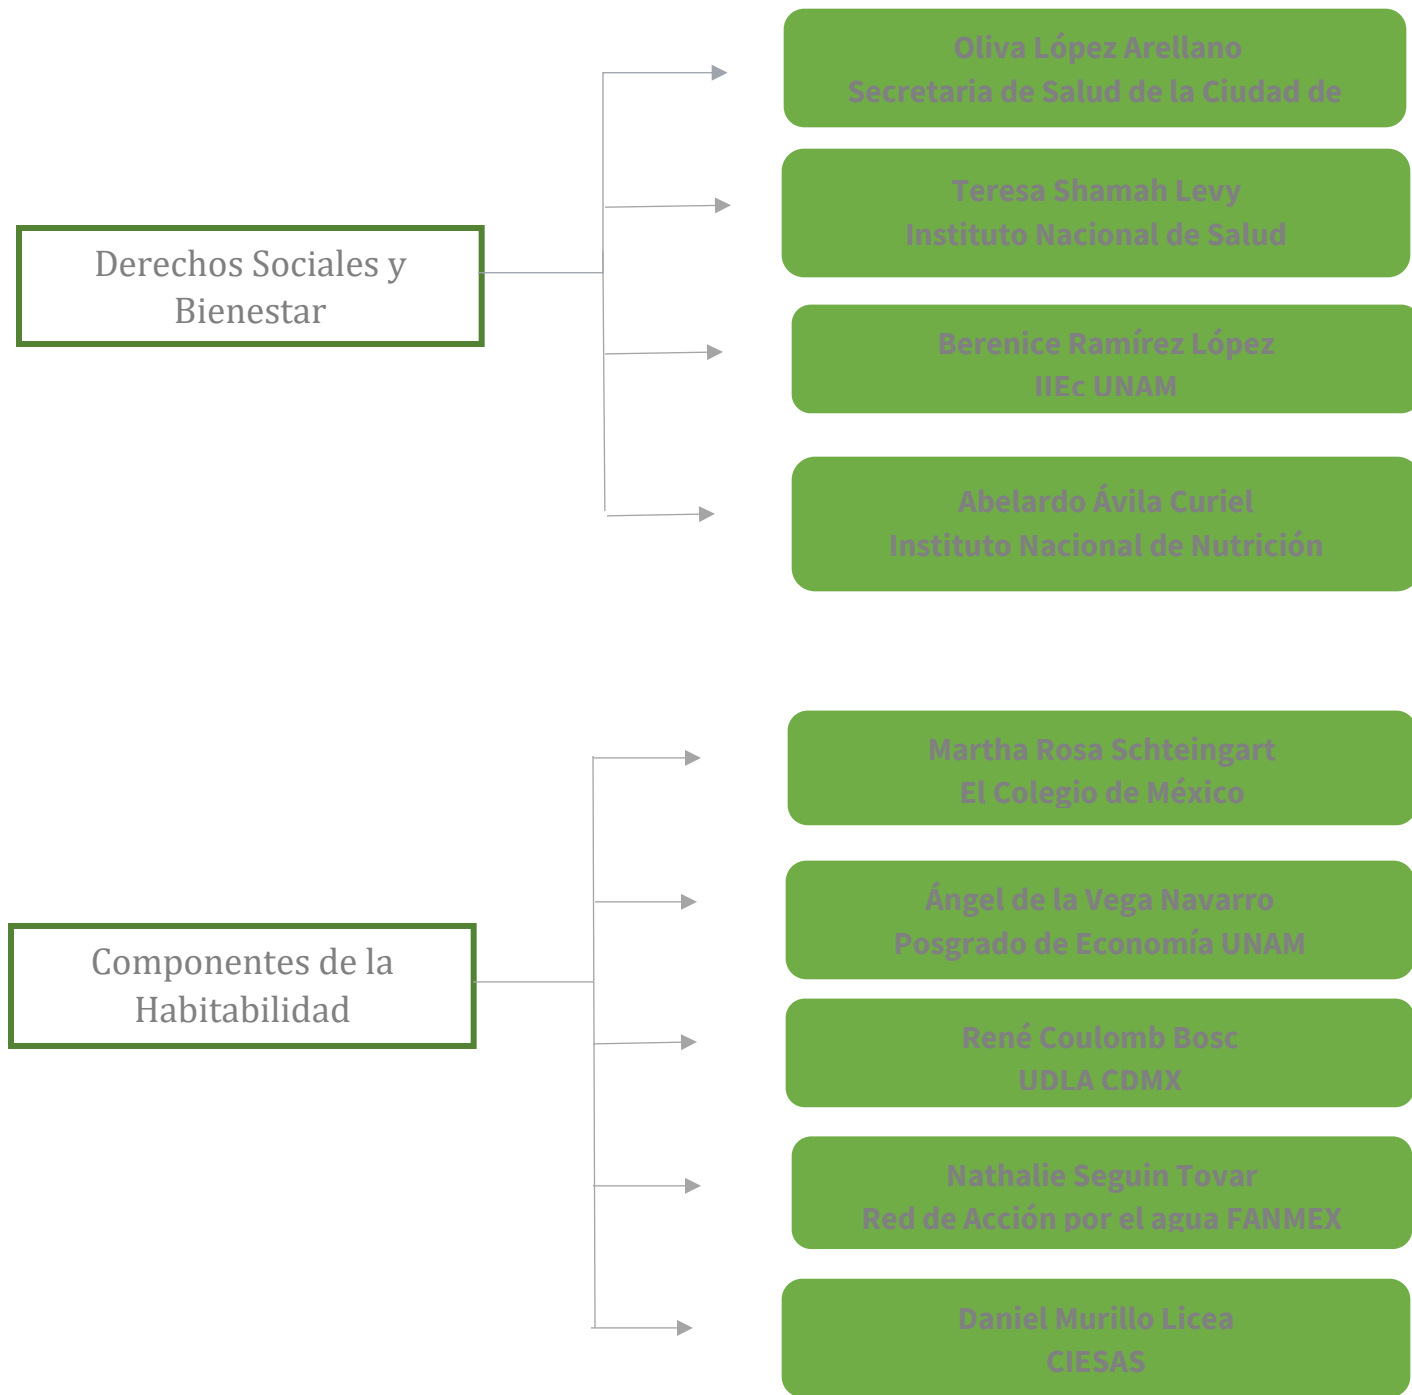 Derechos Sociales y
Bienestar
Oliva López Arellano
Secretaria de Salud de la Ciudad de
Teresa Shamah Levy
Instituto Nacional de Salud
Berenice Ramírez López
IIEc UNAM
Abelardo Ávila Curiel
Instituto Nacional de Nutrición
Componentes de la
Habitabilidad
Martha Rosa Schteingart
El Colegio de México
Ángel de la Vega Navarro
Posgrado de Economía UNAM
René Coulomb Bosc
UDLA CDMX
Nathalie Seguin Tovar
Red de Acción por el agua FANMEX
Daniel Murillo Licea
CIESAS